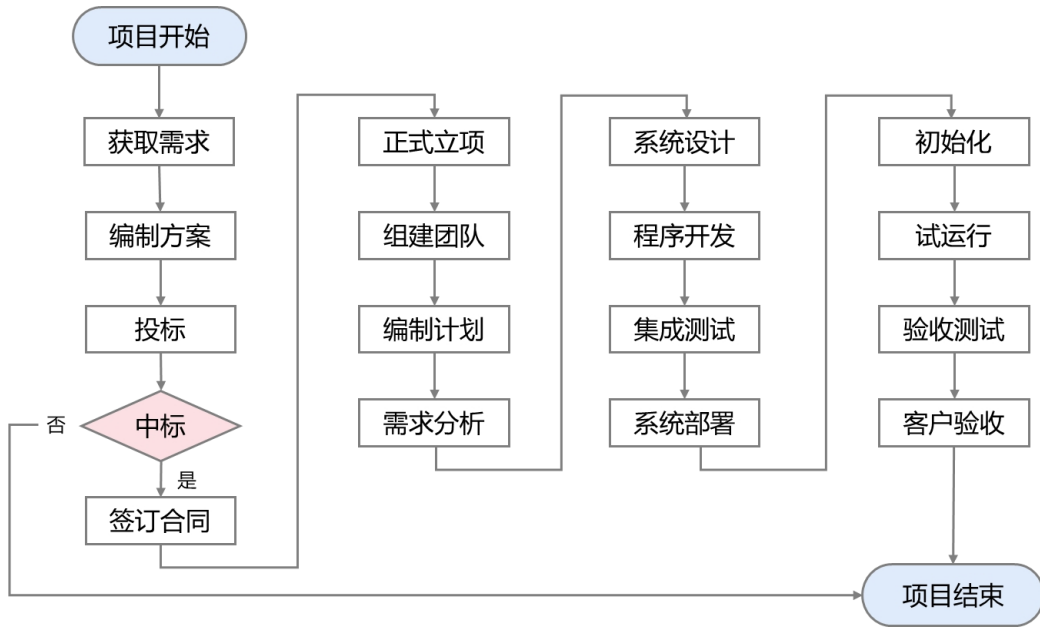 项目开始
获取需求
编制方案
投标
中标
否
是
签订合同
正式立项
组建团队
编制计划
需求分析
系统设计
程序开发
集成测试
系统部署
初始化
试运行
验收测试
客户验收
项目结束